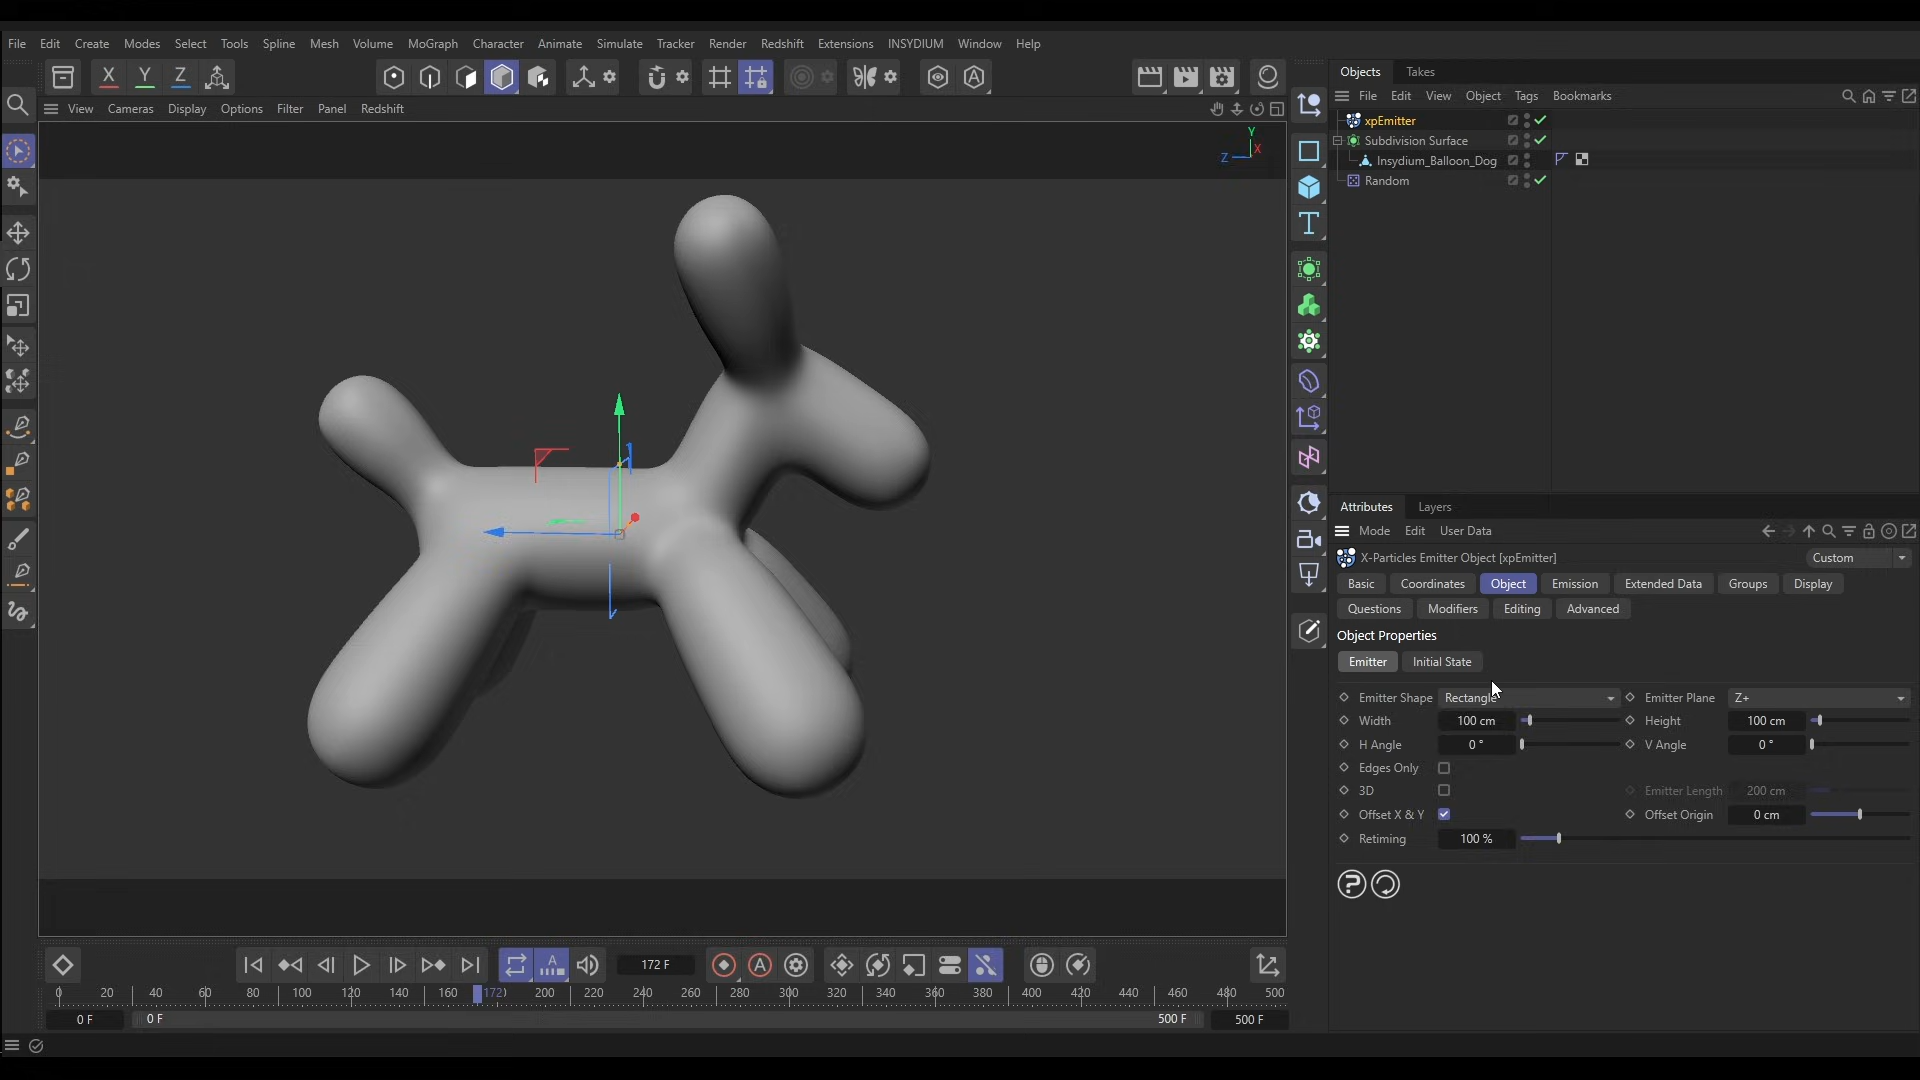 File Edit Create Modes Select Tools Spline Mesh Volume MoGraph Character Animate Simulate Tracker Render Redshift Extensions INSYDIUM Window Help
X Y Z
Objects Takes
File Edit View Object Tags Bookmarks
View Cameras Display Options Filter Panel Redshift
xpEmitter
Subdivision Surface
Insydium_Balloon_Dog
Random
Y
X
Z
Attributes Layers
Mode Edit User Data
X-Particles Emitter Object [xpEmitter]
Custom
Basic Coordinates Object Emission Extended Data Groups Display
Questions Modifiers Editing Advanced
Object Properties
Emitter Initial State
Emitter Shape Rectangle Emitter Plane Z+
Width 100 cm Height 100 cm
H Angle 0 ° V Angle 0 °
Edges Only
3D Emitter Length 200 cm
Offset X & Y Offset Origin 0 cm
Retiming 100 %
172 F
0 20 40 60 80 100 120 140 160 172 200 220 240 260 280 300 320 340 360 380 400 420 440 460 480 500
0 F 0 F 500 F 500 F